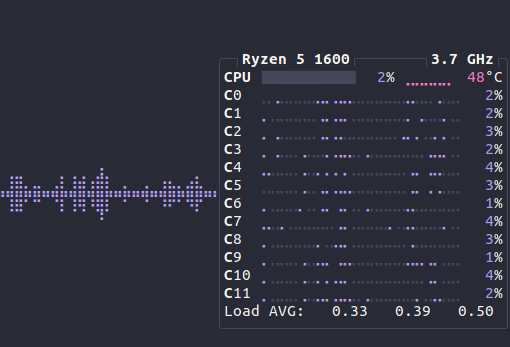 Ryzen 5 1600 3.7 GHz
CPU 2% 48°C
C0 2%
C1 2%
C2 3%
C3 2%
C4 4%
C5 3%
C6 1%
C7 4%
C8 3%
C9 1%
C10 4%
C11 2%
Load AVG: 0.33 0.39 0.50